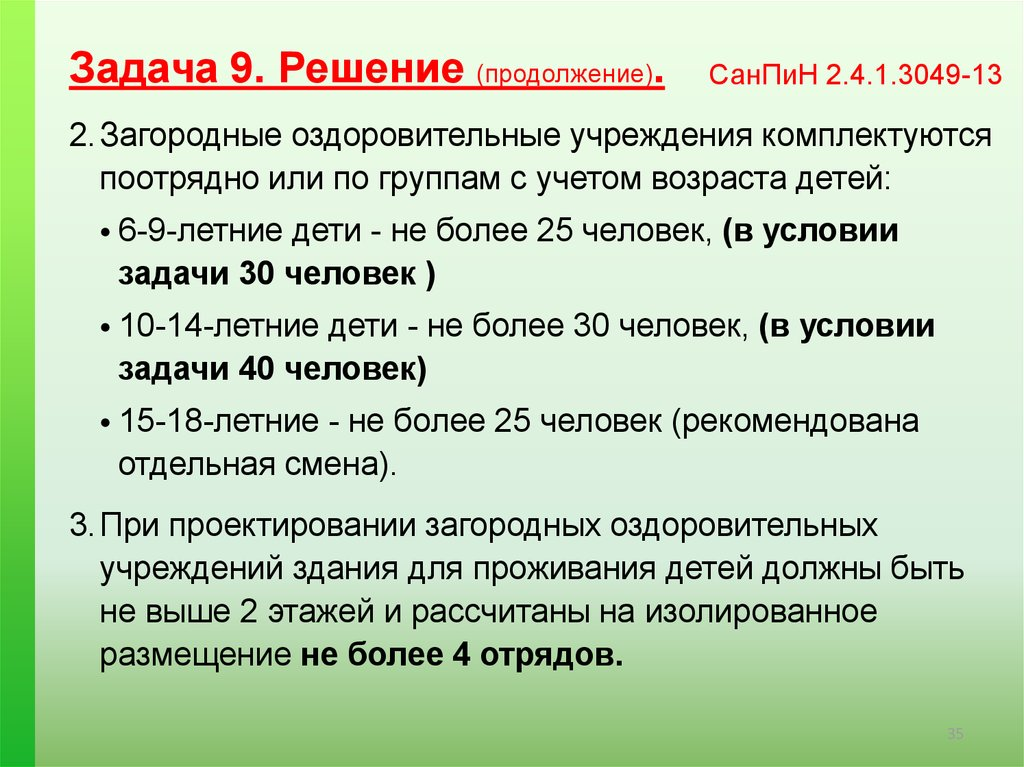 Задача 9. Решение (продолжение). СанПиН 2.4.1.3049-13
2. Загородные оздоровительные учреждения комплектуются
поотрядно или по группам с учетом возраста детей:
• 6-9-летние дети - не более 25 человек, (в условии
задачи 30 человек )
• 10-14-летние дети - не более 30 человек, (в условии
задачи 40 человек)
• 15-18-летние - не более 25 человек (рекомендована
отдельная смена).
3. При проектировании загородных оздоровительных
учреждений здания для проживания детей должны быть
не выше 2 этажей и рассчитаны на изолированное
размещение не более 4 отрядов.
35